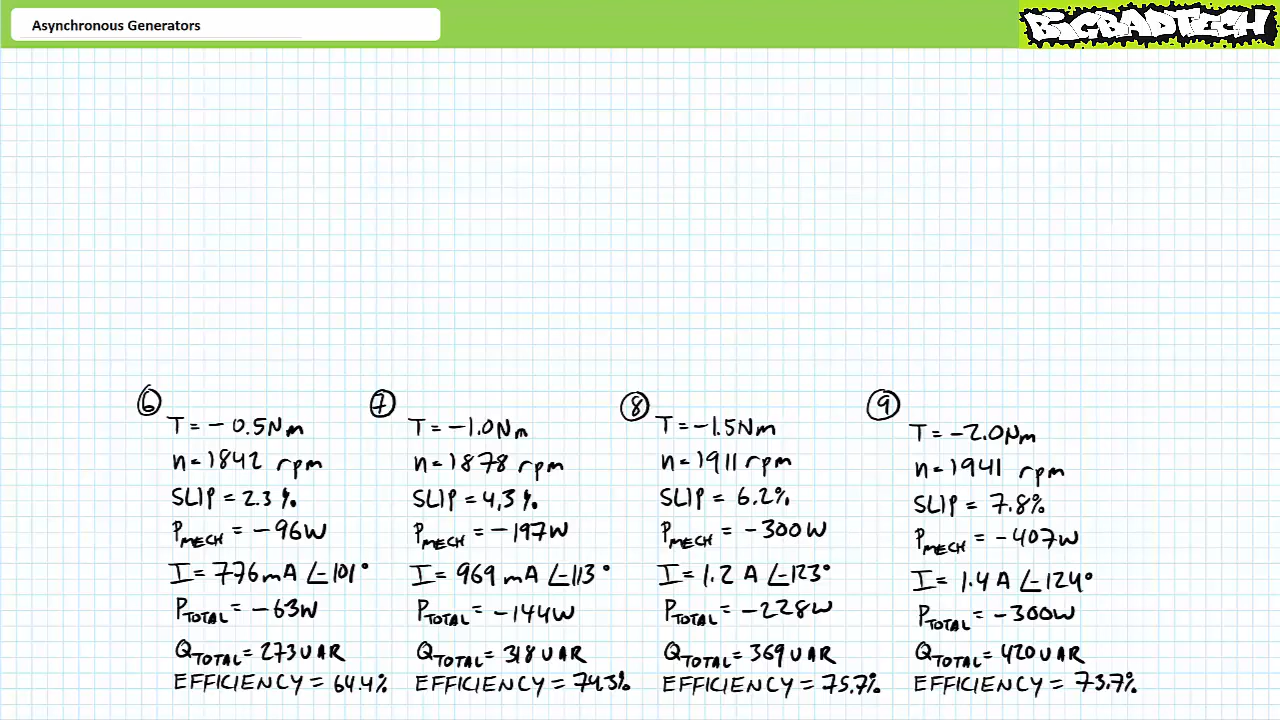 Asynchronous Generators
BIGBADTECH
6
T = -0.5Nm
n = 1842 rpm
SLIP = 2.3%
PMECH = -96W
I = 776mA ∠-101°
PTOTAL = -63W
QTOTAL = 273VAR
EFFICIENCY = 64.4%
7
T = -1.0Nm
n = 1878 rpm
SLIP = 4.3%
PMECH = -197W
I = 969 mA ∠-113°
PTOTAL = -144W
QTOTAL = 318VAR
EFFICIENCY = 74.3%
8
T = -1.5Nm
n = 1911 rpm
SLIP = 6.2%
PMECH = -300W
I = 1.2 A ∠-123°
PTOTAL = -228W
QTOTAL = 369VAR
EFFICIENCY = 75.7%
9
T = -2.0Nm
n = 1941 rpm
SLIP = 7.8%
PMECH = -407W
I = 1.4 A ∠-124°
PTOTAL = -300W
QTOTAL = 420VAR
EFFICIENCY = 73.7%